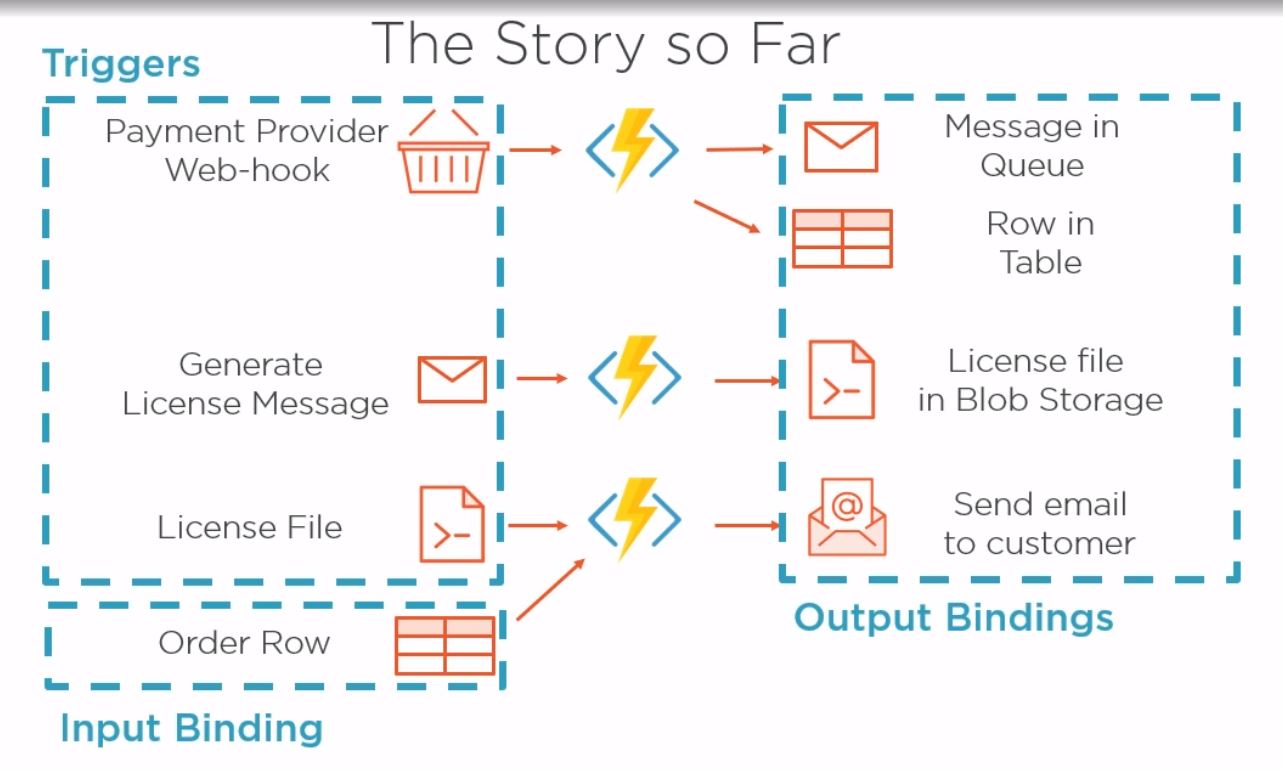 The Story so Far
Triggers
Payment Provider
Web-hook
Message in
Queue
Row in
Table
Generate
License Message
License file
in Blob Storage
License File
@
Send email
to customer
Order Row
Output Bindings
Input Binding